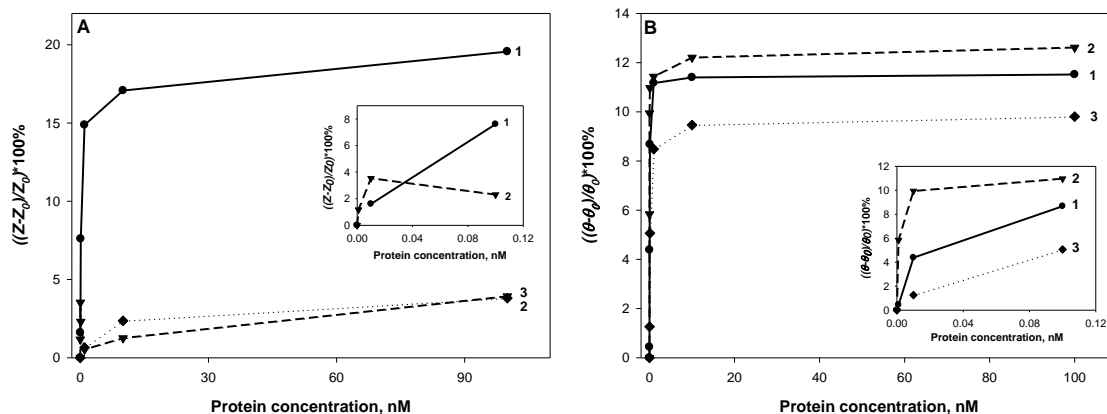 A
((Z-Z0)/Z0)*100%
20
15
10
5
0
1
3
2
0 30 60 90
Protein concentration, nM
((Z-Z0)/Z0)*100%
8
6
4
2
0
1
2
0.00 0.04 0.08 0.12
Protein concentration, nM
B
((θ-θ0)/θ0)*100%
14
12
10
8
6
4
2
0
2
1
3
0 20 40 60 80 100
Protein concentration, nM
((θ-θ0)/θ0)*100%
12
10
8
6
4
2
0
2
1
3
0.00 0.04 0.08 0.12
Protein concentration, nM